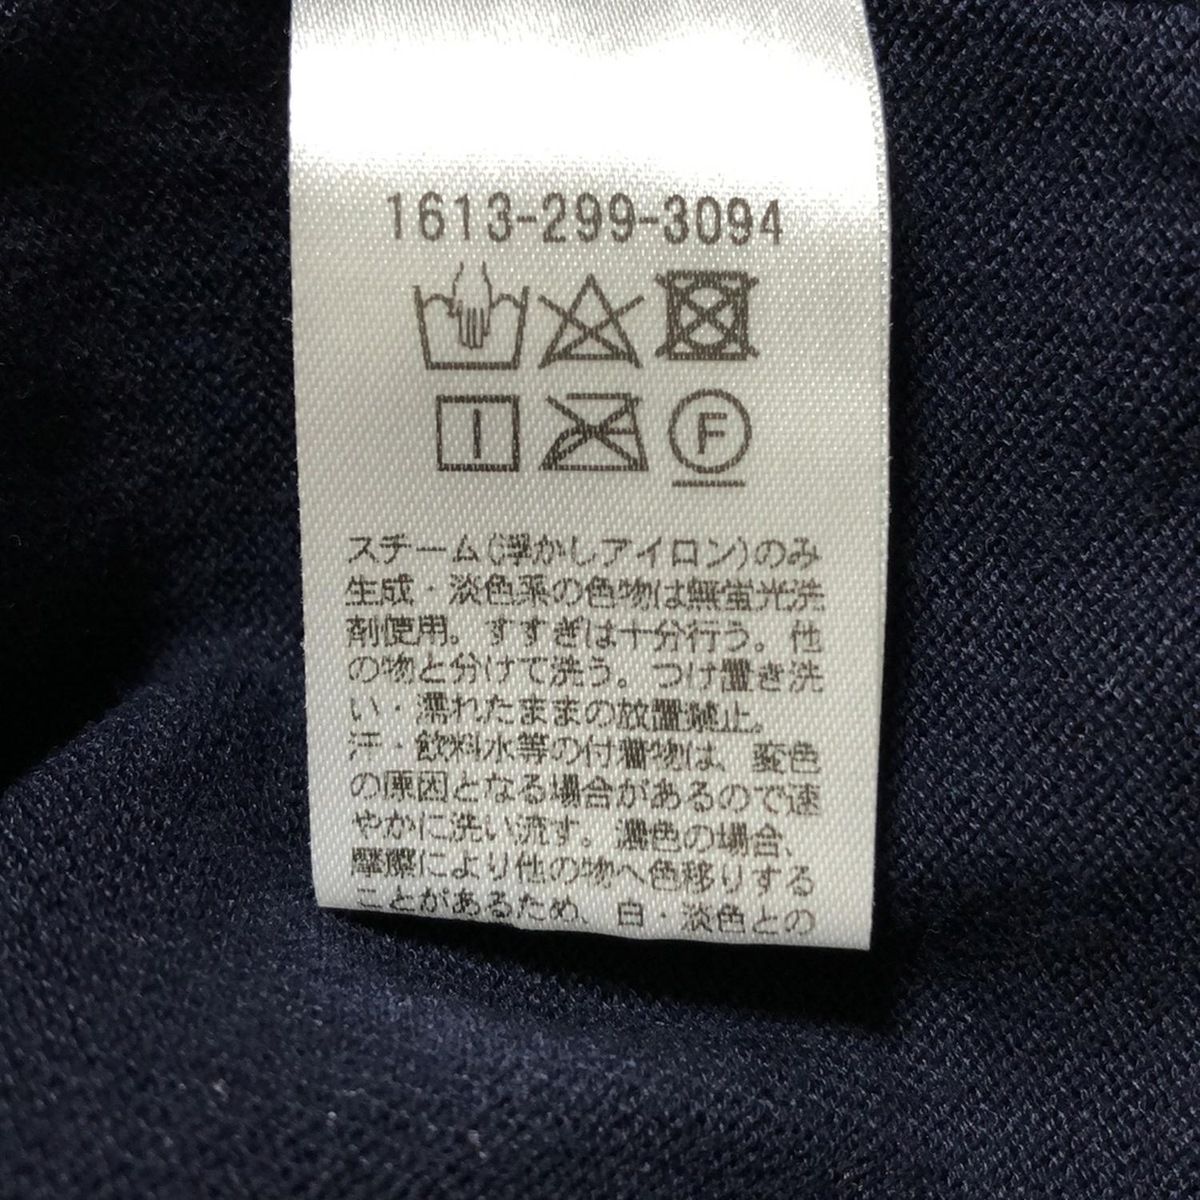 1613-299-3094
F
スチーム(浮かしアイロン)のみ
生成・淡色系の色物は無蛍光洗
剤使用。すすぎは十分行う。他
の物と分けて洗う。つけ置き洗
い・濡れたままの放置禁止。
汗・飲料水等の付着物は、変色
の原因となる場合があるので速
やかに洗い流す。濃色の場合、
摩擦により他の物へ色移りする
ことがあるため、白・淡色との